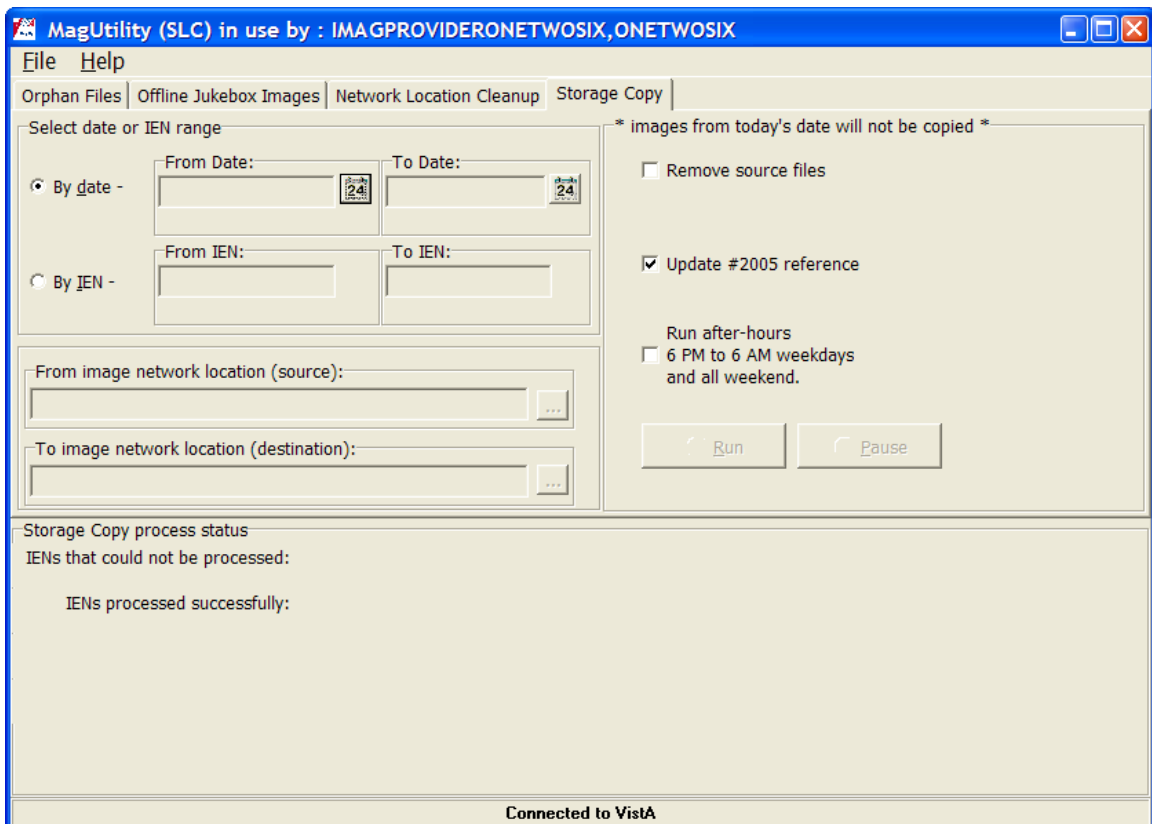 MagUtility (SLC) in use by : IMAGPROVIDERONETWOSIX,ONETWOSIX
File Help
Orphan Files Offline Jukebox Images Network Location Cleanup Storage Copy
Select date or IEN range
By date -
From Date:
24
To Date:
24
By IEN -
From IEN:
To IEN:
From image network location (source):
...
To image network location (destination):
...
* images from today's date will not be copied *
Remove source files
Update #2005 reference
Run after-hours
6 PM to 6 AM weekdays
and all weekend.
Run Pause
Storage Copy process status
IENs that could not be processed:
IENs processed successfully:
Connected to VistA